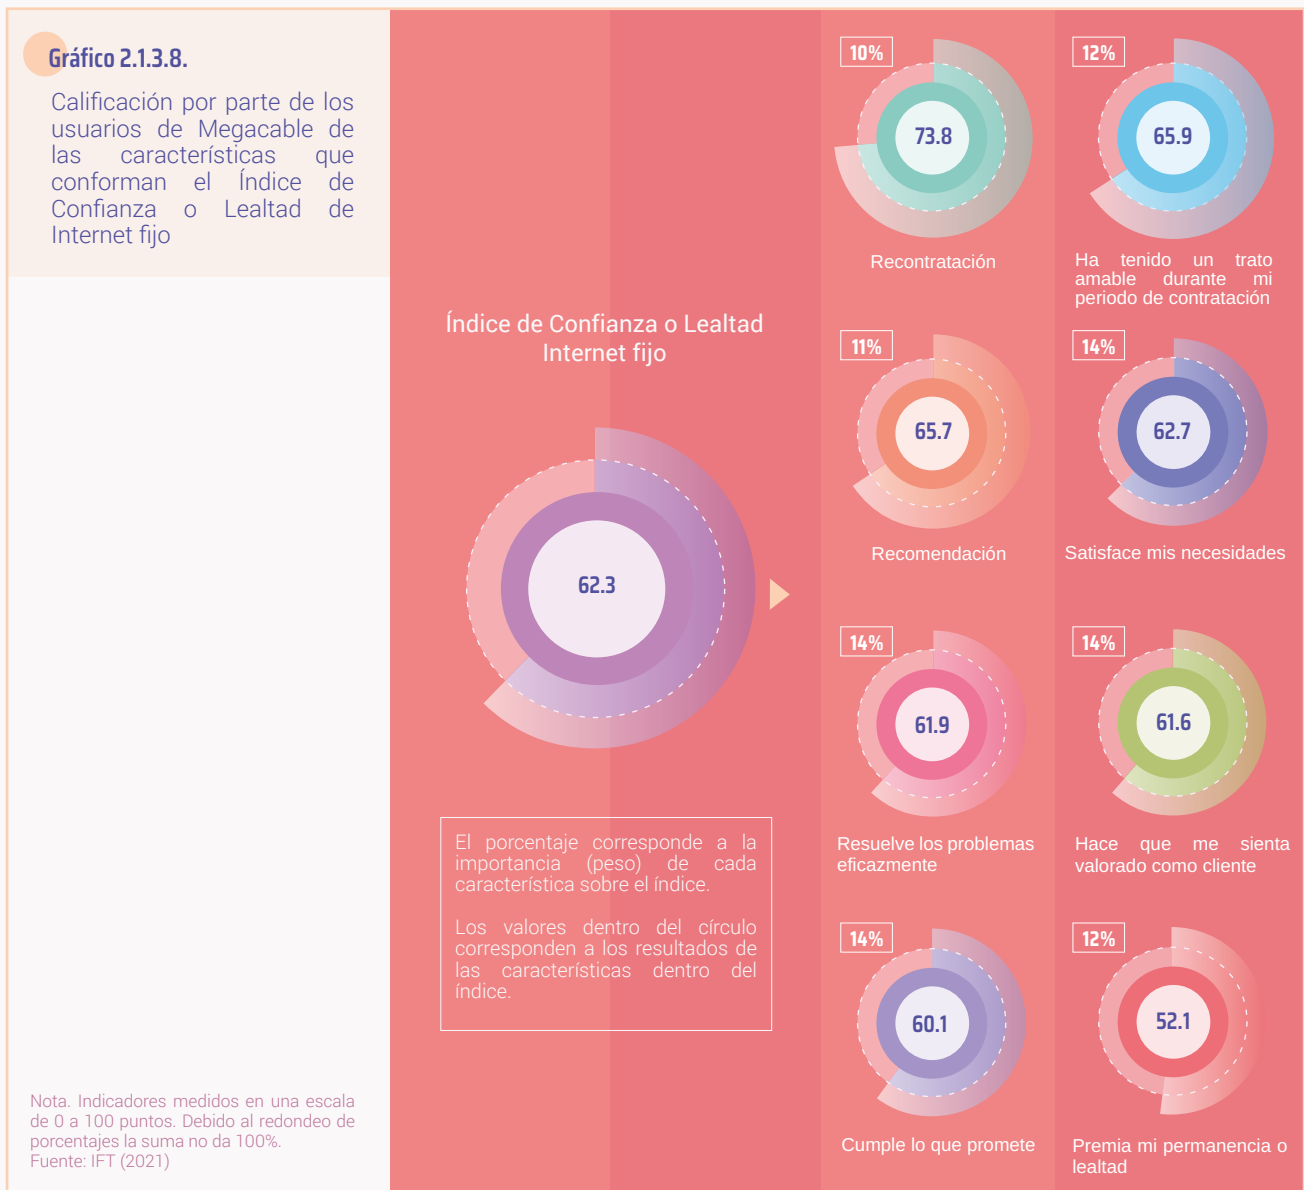 Gráfico 2.1.3.8.
Calificación por parte de los
usuarios de Megacable de
las características que
conforman el Índice de
Confianza o Lealtad de
Internet fijo
Índice de Confianza o Lealtad
Internet fijo
62.3
El porcentaje corresponde a la
importancia (peso) de cada
característica sobre el índice.
Los valores dentro del círculo
corresponden a los resultados de
las características dentro del
índice.
10%
73.8
Recontratación
12%
65.9
Ha tenido un trato
amable durante mi
periodo de contratación
11%
65.7
Recomendación
14%
62.7
Satisface mis necesidades
14%
61.9
Resuelve los problemas
eficazmente
14%
61.6
Hace que me sienta
valorado como cliente
14%
60.1
Cumple lo que promete
12%
52.1
Premia mi permanencia o
lealtad
Nota. Indicadores medidos en una escala
de 0 a 100 puntos. Debido al redondeo de
porcentajes la suma no da 100%.
Fuente: IFT (2021)